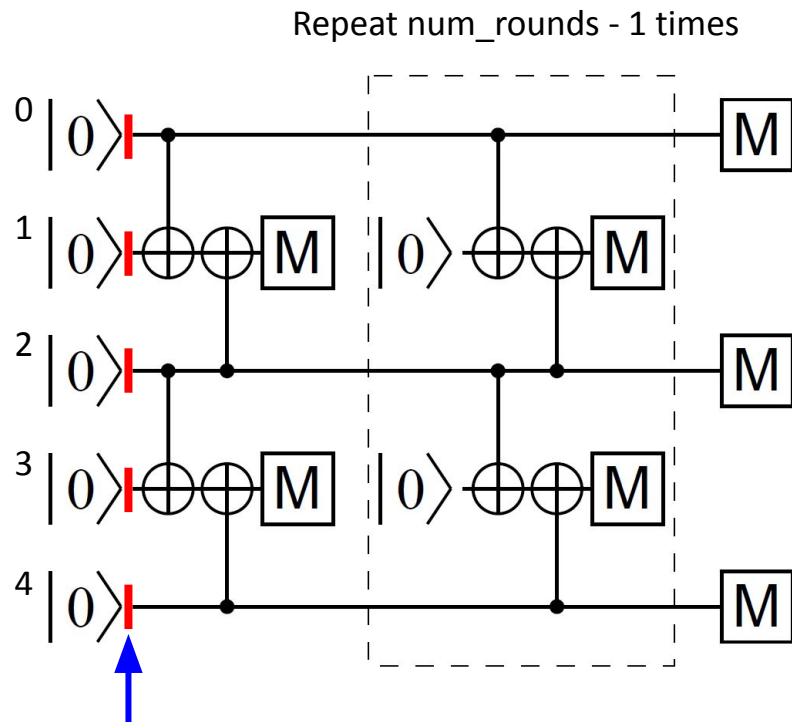 Repeat num_rounds - 1 times
0 |0⟩ M
1 |0⟩ M |0⟩ M
2 |0⟩ M
3 |0⟩ M |0⟩ M
4 |0⟩ M